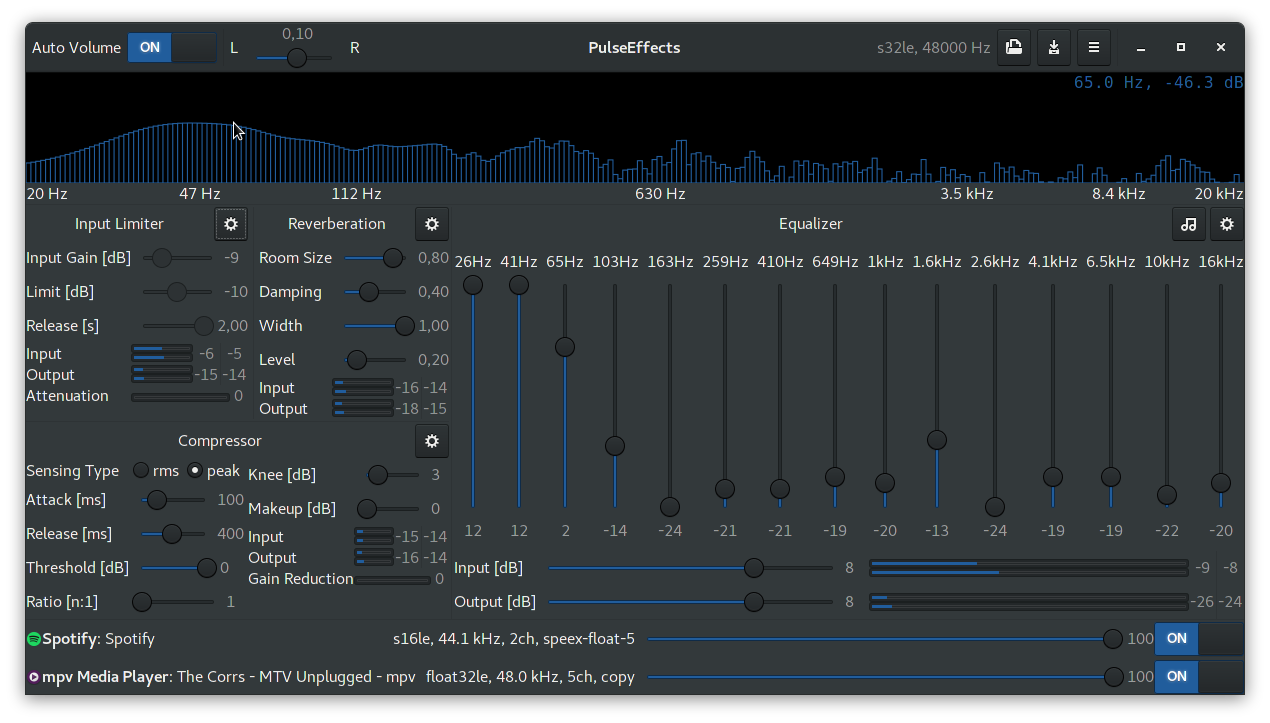 Auto Volume ON L 0,10 R PulseEffects s32le, 48000 Hz
65.0 Hz, -46.3 dB
20 Hz 47 Hz 112 Hz 630 Hz 3.5 kHz 8.4 kHz 20 kHz
Input Limiter
Input Gain [dB] -9
Limit [dB] -10
Release [s] 2,00
Input -6 -5
Output -15 -14
Attenuation 0
Reverberation
Room Size 0,80
Damping 0,40
Width 1,00
Level 0,20
Input -16 -14
Output -18 -15
Compressor
Sensing Type rms peak
Attack [ms] 100
Release [ms] 400
Threshold [dB] 0
Ratio [n:1] 1
Knee [dB] 3
Makeup [dB] 0
Input -15 -14
Output -16 -14
Gain Reduction 0
Equalizer
26Hz 41Hz 65Hz 103Hz 163Hz 259Hz 410Hz 649Hz 1kHz 1.6kHz 2.6kHz 4.1kHz 6.5kHz 10kHz 16kHz
12 12 2 -14 -24 -21 -21 -19 -20 -13 -24 -19 -19 -22 -20
Input [dB] 8 -9 -8
Output [dB] 8 -26 -24
Spotify: Spotify s16le, 44.1 kHz, 2ch, speex-float-5 100 ON
mpv Media Player: The Corrs - MTV Unplugged - mpv float32le, 48.0 kHz, 5ch, copy 100 ON